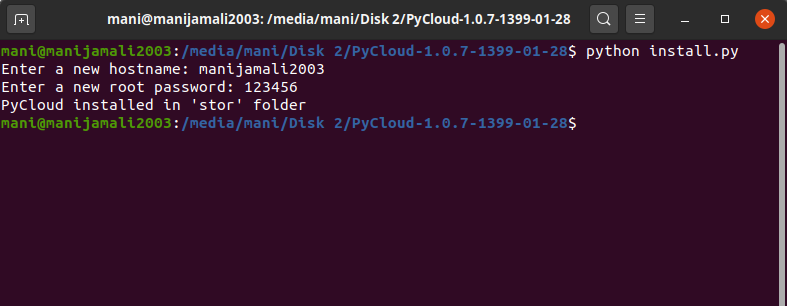 mani@manijamali2003: /media/mani/Disk 2/PyCloud-1.0.7-1399-01-28
mani@manijamali2003:/media/mani/Disk 2/PyCloud-1.0.7-1399-01-28$ python install.py
Enter a new hostname: manijamali2003
Enter a new root password: 123456
PyCloud installed in 'stor' folder
mani@manijamali2003:/media/mani/Disk 2/PyCloud-1.0.7-1399-01-28$